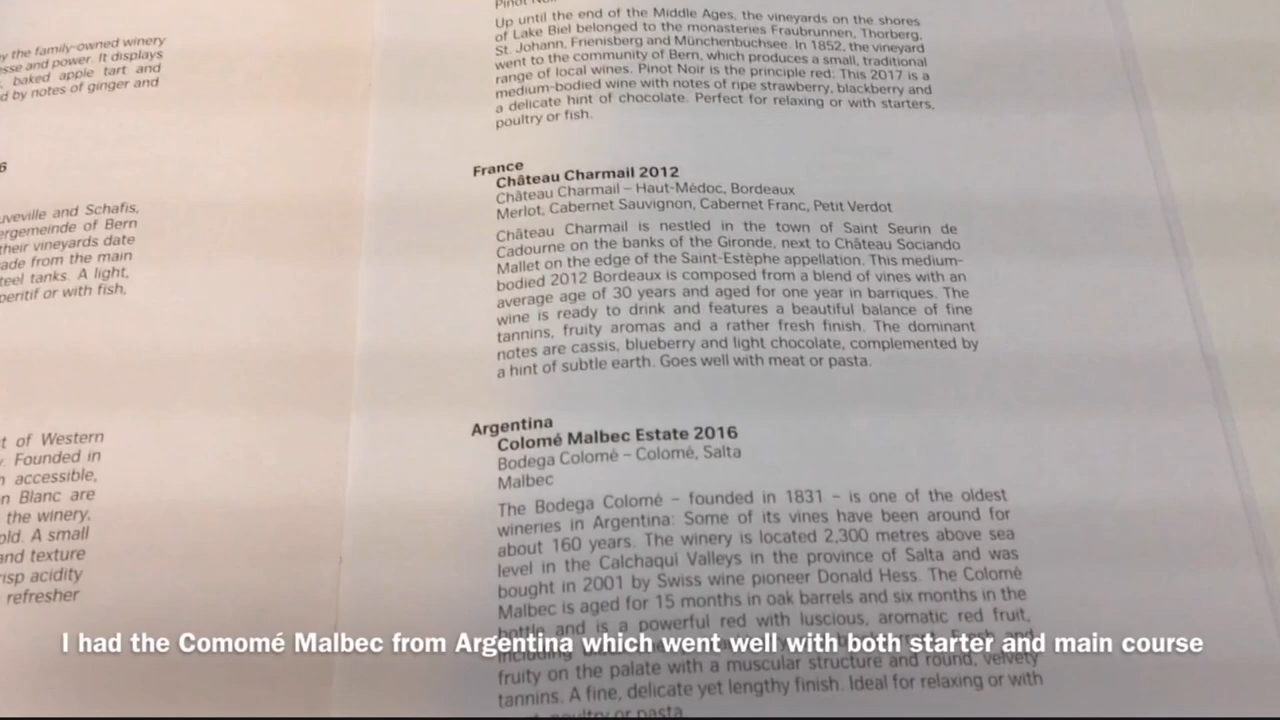 y the family-owned winery
sse and power. It displays
baked apple tart and
d by notes of ginger and
6
uveville and Schafis,
ergemeinde of Bern
their vineyards date
ade from the main
teel tanks. A light,
peritif or with fish,
t of Western
y. Founded in
n accessible,
n Blanc are
the winery,
old. A small
and texture
risp acidity
refresher
Pinot Noir
Up until the end of the Middle Ages, the vineyards on the shores
of Lake Biel belonged to the monasteries Fraubrunnen, Thorberg,
St. Johann, Frienisberg and Münchenbuchsee. In 1852, the vineyard
went to the community of Bern, which produces a small, traditional
range of local wines. Pinot Noir is the principle red. This 2017 is a
medium-bodied wine with notes of ripe strawberry, blackberry and
a delicate hint of chocolate. Perfect for relaxing or with starters,
poultry or fish.
France
Château Charmail 2012
Château Charmail – Haut-Médoc, Bordeaux
Merlot, Cabernet Sauvignon, Cabernet Franc, Petit Verdot
Château Charmail is nestled in the town of Saint Seurin de
Cadourne on the banks of the Gironde, next to Château Sociando
Mallet on the edge of the Saint-Estèphe appellation. This medium-
bodied 2012 Bordeaux is composed from a blend of vines with an
average age of 30 years and aged for one year in barriques. The
wine is ready to drink and features a beautiful balance of fine
tannins, fruity aromas and a rather fresh finish. The dominant
notes are cassis, blueberry and light chocolate, complemented by
a hint of subtle earth. Goes well with meat or pasta.
Argentina
Colomé Malbec Estate 2016
Bodega Colomé – Colomé, Salta
Malbec
The Bodega Colomé – founded in 1831 – is one of the oldest
wineries in Argentina: Some of its vines have been around for
about 160 years. The winery is located 2,300 metres above sea
level in the Calchaqui Valleys in the province of Salta and was
bought in 2001 by Swiss wine pioneer Donald Hess. The Colomé
Malbec is aged for 15 months in oak barrels and six months in the
bottle and is a powerful red with luscious, aromatic red fruit,
including
fruity on the palate with a muscular structure and round, velvety
tannins. A fine, delicate yet lengthy finish. Ideal for relaxing or with
poultry or pasta.
I had the Comomé Malbec from Argentina which went well with both starter and main course